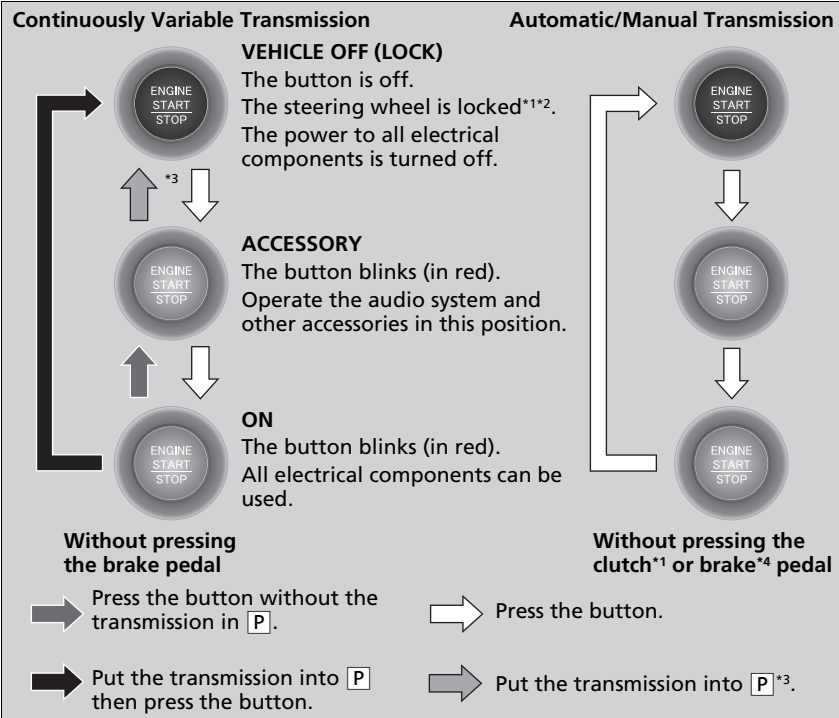 Continuously Variable Transmission
Automatic/Manual Transmission
ENGINE
START
STOP
VEHICLE OFF (LOCK)
The button is off.
The steering wheel is locked*1*2.
The power to all electrical
components is turned off.
ENGINE
START
STOP
*3
ENGINE
START
STOP
ACCESSORY
The button blinks (in red).
Operate the audio system and
other accessories in this position.
ENGINE
START
STOP
ENGINE
START
STOP
ON
The button blinks (in red).
All electrical components can be
used.
ENGINE
START
STOP
Without pressing
the brake pedal
Without pressing the
clutch*1 or brake*4 pedal
Press the button without the
transmission in P.
Press the button.
Put the transmission into P
then press the button.
Put the transmission into P*3.